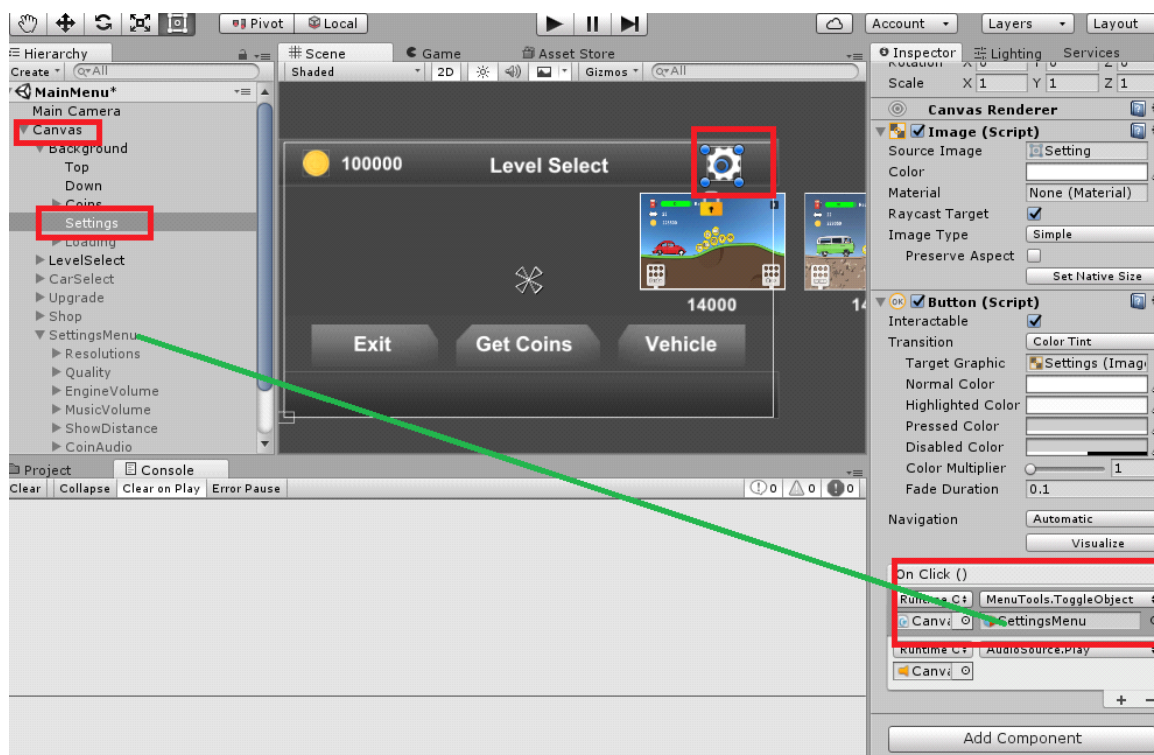 Pivot Local Account Layers Layout
Hierarchy
Create All
MainMenu*
Main Camera
Canvas
Background
Top
Down
Coins
Settings
Loading
LevelSelect
CarSelect
Upgrade
Shop
SettingsMenu
Resolutions
Quality
EngineVolume
MusicVolume
ShowDistance
CoinAudio
Scene Game Asset Store
Shaded 2D Gizmos All
100000 Level Select
14000
Exit Get Coins Vehicle
Project Console
Clear Collapse Clear on Play Error Pause 0 0 0
Inspector Lighting Services
Rotation
Scale X 1 Y 1 Z 1
Canvas Renderer
Image (Script)
Source Image Setting
Color
Material None (Material)
Raycast Target
Image Type Simple
Preserve Aspect
Set Native Size
Button (Script)
Interactable
Transition Color Tint
Target Graphic Settings (Imag
Normal Color
Highlighted Color
Pressed Color
Disabled Color
Color Multiplier 1
Fade Duration 0.1
Navigation Automatic
Visualize
On Click ()
Runtime C MenuTools.ToggleObject
Canva SettingsMenu
Runtime C AudioSource.Play
Canva
Add Component